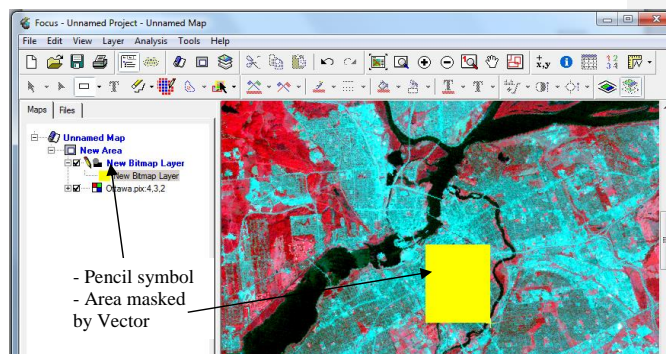 Focus - Unnamed Project - Unnamed Map
File Edit View Layer Analysis Tools Help
Maps Files
Unnamed Map
New Area
New Bitmap Layer
New Bitmap Layer
Ottawa.pix:4,3,2
- Pencil symbol
- Area masked
by Vector